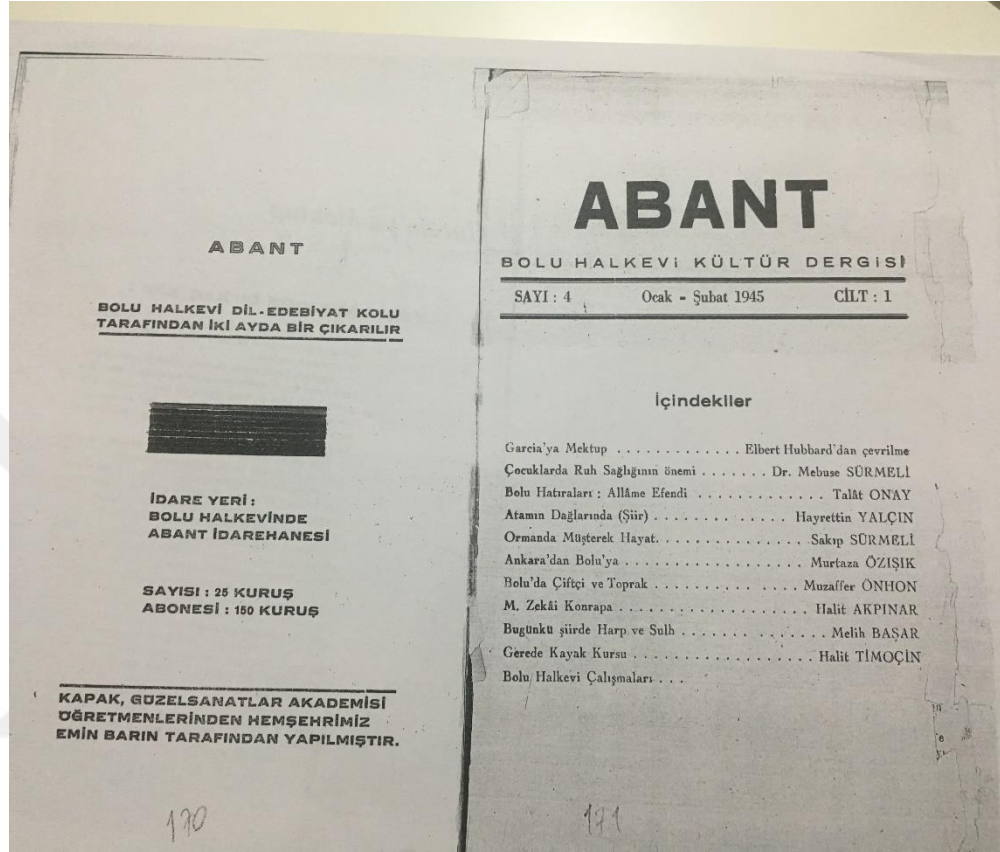 ABANT
BOLU HALKEVİ DİL-EDEBİYAT KOLU
TARAFINDAN İKİ AYDA BİR ÇIKARILIR
İDARE YERİ :
BOLU HALKEVİNDE
ABANT İDAREHANESİ
SAYISI : 25 KURUŞ
ABONESİ : 150 KURUŞ
KAPAK, GÜZELSANATLAR AKADEMİSİ
ÖĞRETMENLERİNDEN HEMŞEHRİMİZ
EMİN BARIN TARAFINDAN YAPILMIŞTIR.
170
ABANT
BOLU HALKEVİ KÜLTÜR DERGİSİ
SAYI : 4 Ocak - Şubat 1945 CİLT : 1
İçindekiler
Garcia'ya Mektup . . . . . . . . . . . . . Elbert Hubbard'dan çevrilme
Çocuklarda Ruh Sağlığının önemi . . . . . . . Dr. Mebuse SÜRMELİ
Bolu Hatıraları : Allâme Efendi . . . . . . . . . . . . . Talât ONAY
Atamın Dağlarında (Şiir) . . . . . . . . . . . . . . Hayrettin YALÇIN
Ormanda Müşterek Hayat. . . . . . . . . . . . . . . Sakıp SÜRMELİ
Ankara'dan Bolu'ya . . . . . . . . . . . . . . . . . Murtaza ÖZIŞIK
Bolu'da Çiftçi ve Toprak . . . . . . . . . . . . . . Muzaffer ÖNHON
M. Zekâi Konrapa . . . . . . . . . . . . . . . . . . Halit AKPINAR
Bugünkü şiirde Harp ve Sulh . . . . . . . . . . . . . . Melih BAŞAR
Gerede Kayak Kursu . . . . . . . . . . . . . . . . . . Halit TİMOÇİN
Bolu Halkevi Çalışmaları . . .
171